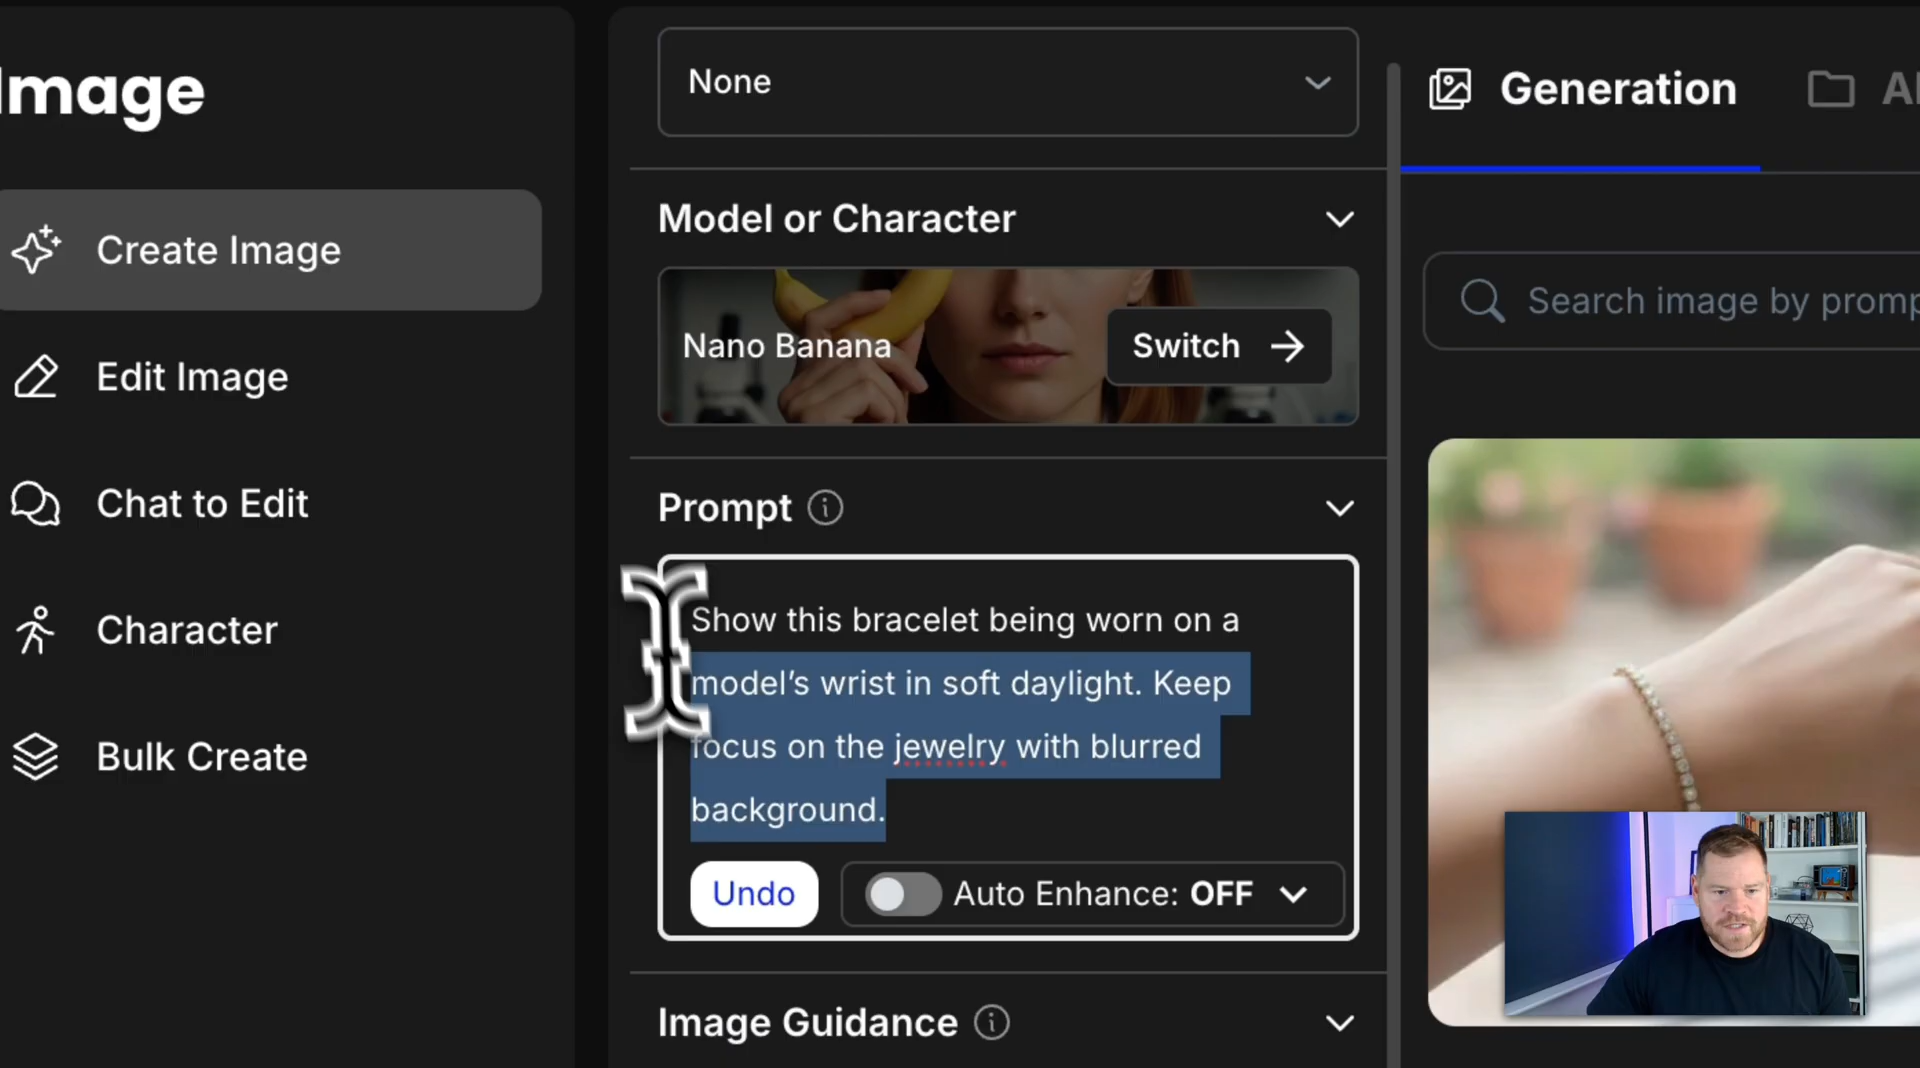 Image
Create Image
Edit Image
Chat to Edit
Character
Bulk Create
None
Model or Character
Nano Banana
Switch
Prompt
Show this bracelet being worn on a
model’s wrist in soft daylight. Keep
focus on the jewelry with blurred
background.
Undo
Auto Enhance: OFF
Image Guidance
Generation
Search image by